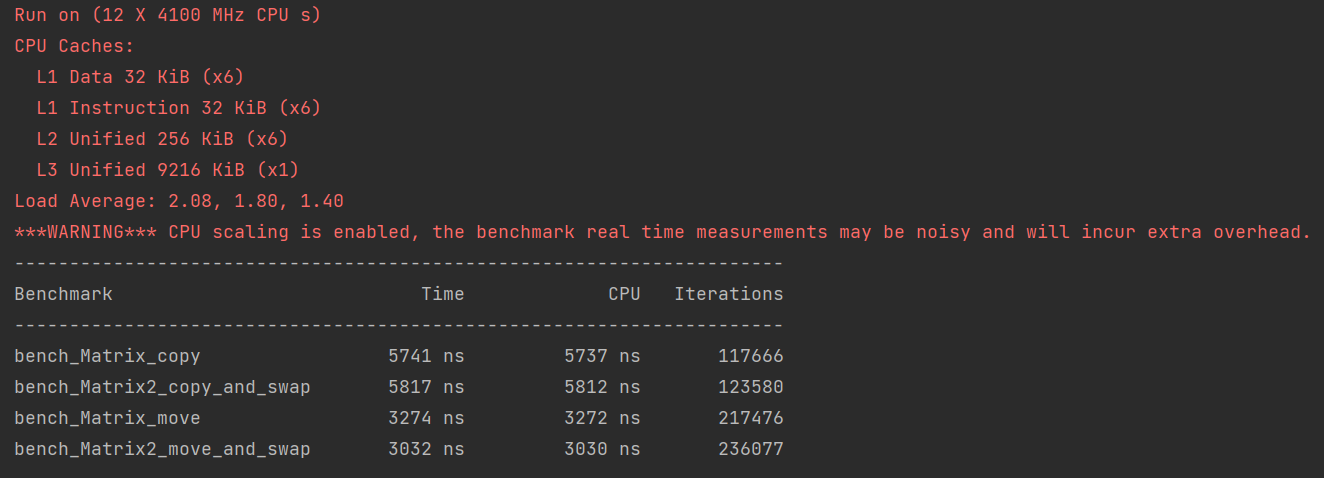 Run on (12 X 4100 MHz CPU s)
CPU Caches:
  L1 Data 32 KiB (x6)
  L1 Instruction 32 KiB (x6)
  L2 Unified 256 KiB (x6)
  L3 Unified 9216 KiB (x1)
Load Average: 2.08, 1.80, 1.40
***WARNING*** CPU scaling is enabled, the benchmark real time measurements may be noisy and will incur extra overhead.
----------------------------------------------------------------------
Benchmark                            Time             CPU   Iterations
----------------------------------------------------------------------
bench_Matrix_copy                 5741 ns         5737 ns       117666
bench_Matrix2_copy_and_swap       5817 ns         5812 ns       123580
bench_Matrix_move                 3274 ns         3272 ns       217476
bench_Matrix2_move_and_swap       3032 ns         3030 ns       236077